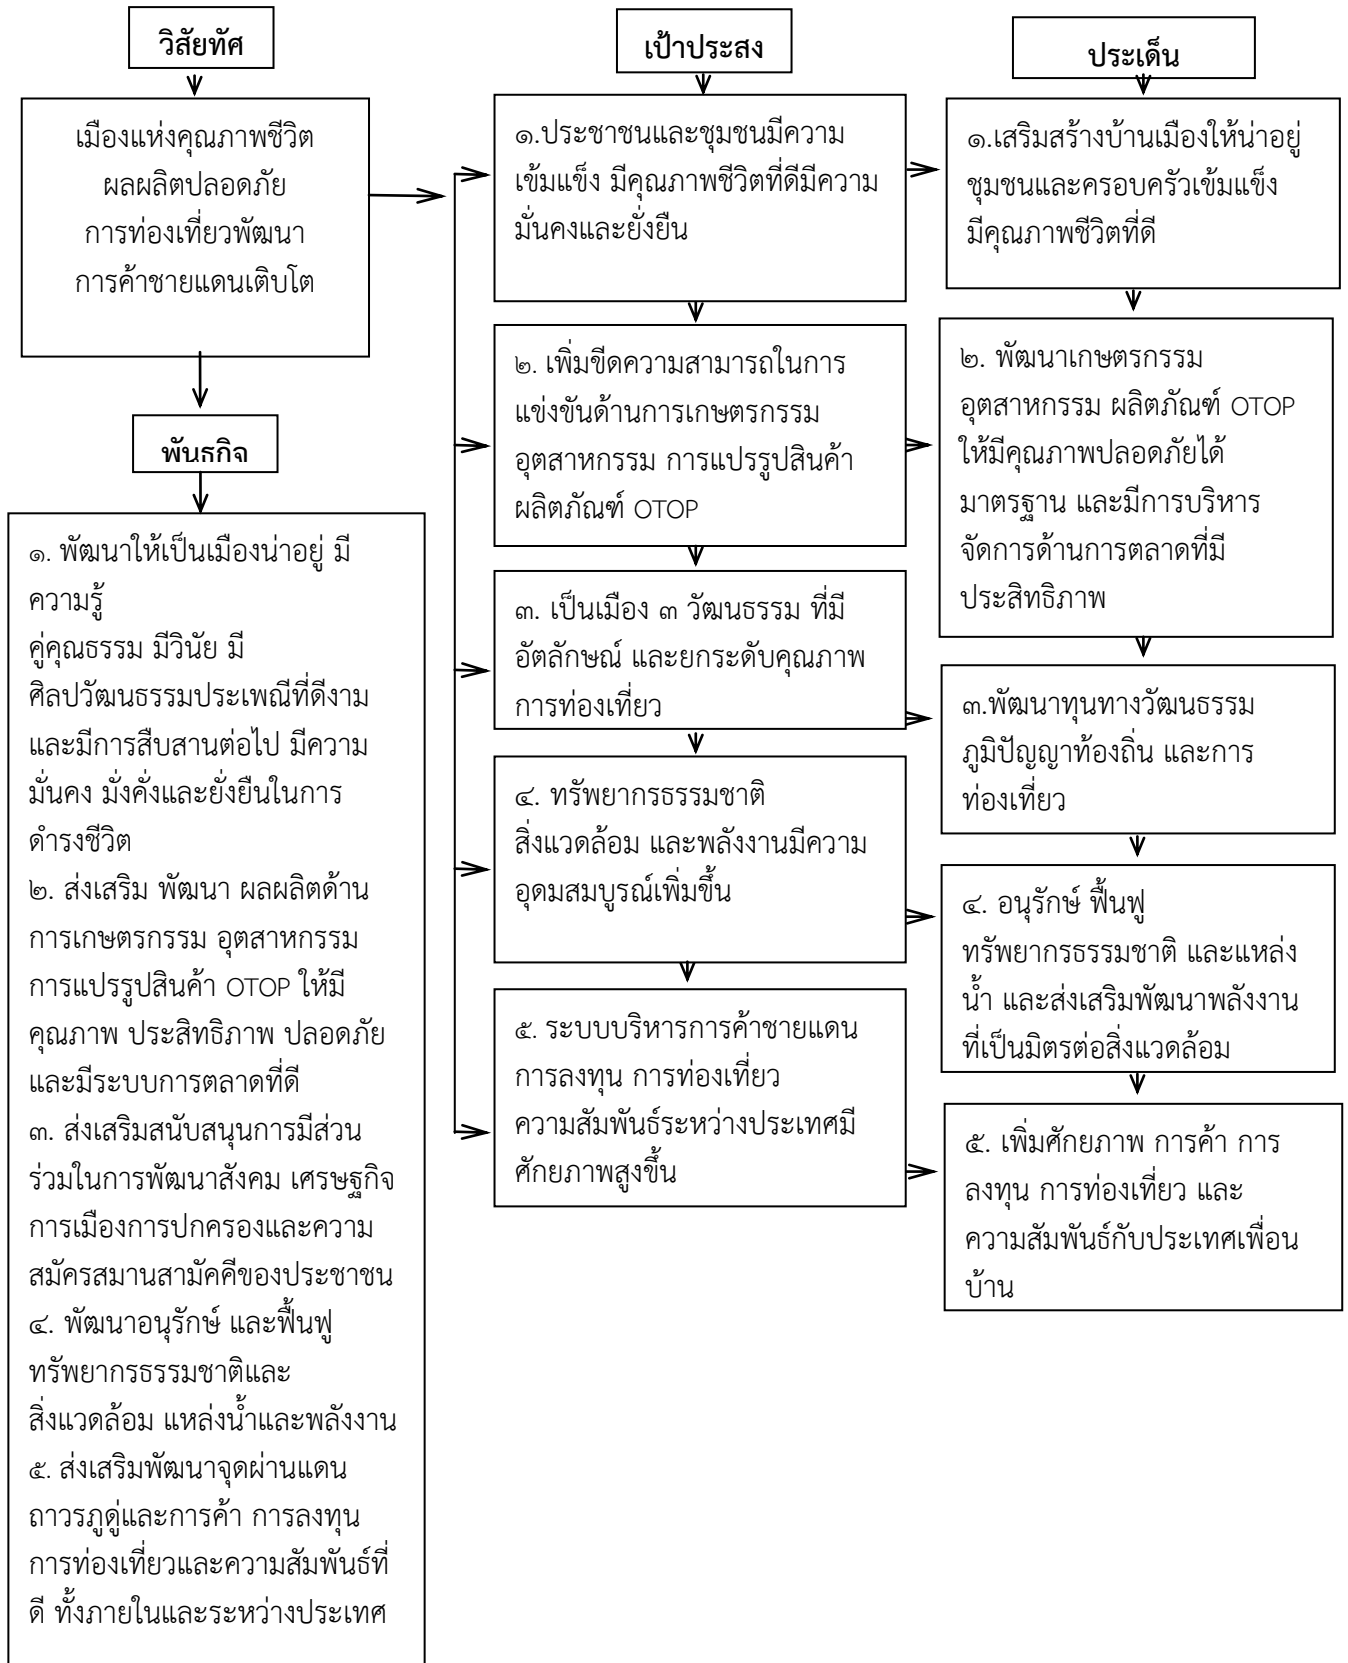 วิสัยทัศ
เมืองแห่งคุณภาพชีวิต
ผลผลิตปลอดภัย
การท่องเที่ยวพัฒนา
การค้าชายแดนเติบโต
พันธกิจ
๑. พัฒนาให้เป็นเมืองน่าอยู่ มี
ความรู้
คู่คุณธรรม มีวินัย มี
ศิลปวัฒนธรรมประเพณีที่ดีงาม
และมีการสืบสานต่อไป มีความ
มั่นคง มั่งคั่งและยั่งยืนในการ
ดำรงชีวิต
๒. ส่งเสริม พัฒนา ผลผลิตด้าน
การเกษตรกรรม อุตสาหกรรม
การแปรรูปสินค้า OTOP ให้มี
คุณภาพ ประสิทธิภาพ ปลอดภัย
และมีระบบการตลาดที่ดี
๓. ส่งเสริมสนับสนุนการมีส่วน
ร่วมในการพัฒนาสังคม เศรษฐกิจ
การเมืองการปกครองและความ
สมัครสมานสามัคคีของประชาชน
๔. พัฒนาอนุรักษ์ และฟื้นฟู
ทรัพยากรธรรมชาติและ
สิ่งแวดล้อม แหล่งน้ำและพลังงาน
๕. ส่งเสริมพัฒนาจุดผ่านแดน
ถาวรภูดู่และการค้า การลงทุน
การท่องเที่ยวและความสัมพันธ์ที่
ดี ทั้งภายในและระหว่างประเทศ
เป้าประสง
๑.ประชาชนและชุมชนมีความ
เข้มแข็ง มีคุณภาพชีวิตที่ดีมีความ
มั่นคงและยั่งยืน
๒. เพิ่มขีดความสามารถในการ
แข่งขันด้านการเกษตรกรรม
อุตสาหกรรม การแปรรูปสินค้า
ผลิตภัณฑ์ OTOP
๓. เป็นเมือง ๓ วัฒนธรรม ที่มี
อัตลักษณ์ และยกระดับคุณภาพ
การท่องเที่ยว
๔. ทรัพยากรธรรมชาติ
สิ่งแวดล้อม และพลังงานมีความ
อุดมสมบูรณ์เพิ่มขึ้น
๕. ระบบบริหารการค้าชายแดน
การลงทุน การท่องเที่ยว
ความสัมพันธ์ระหว่างประเทศมี
ศักยภาพสูงขึ้น
ประเด็น
๑.เสริมสร้างบ้านเมืองให้น่าอยู่
ชุมชนและครอบครัวเข้มแข็ง
มีคุณภาพชีวิตที่ดี
๒. พัฒนาเกษตรกรรม
อุตสาหกรรม ผลิตภัณฑ์ OTOP
ให้มีคุณภาพปลอดภัยได้
มาตรฐาน และมีการบริหาร
จัดการด้านการตลาดที่มี
ประสิทธิภาพ
๓.พัฒนาทุนทางวัฒนธรรม
ภูมิปัญญาท้องถิ่น และการ
ท่องเที่ยว
๔. อนุรักษ์ ฟื้นฟู
ทรัพยากรธรรมชาติ และแหล่ง
น้ำ และส่งเสริมพัฒนาพลังงาน
ที่เป็นมิตรต่อสิ่งแวดล้อม
๕. เพิ่มศักยภาพ การค้า การ
ลงทุน การท่องเที่ยว และ
ความสัมพันธ์กับประเทศเพื่อน
บ้าน